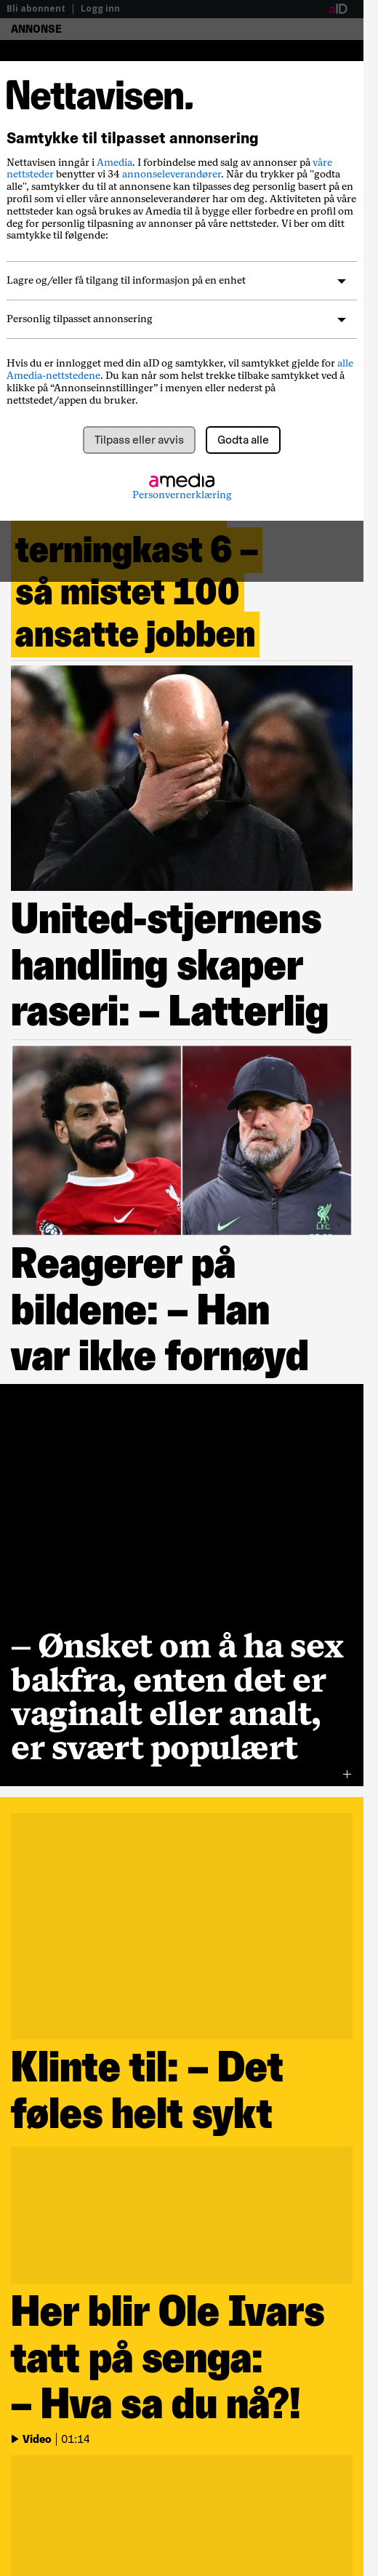 Bli abonnent | Logg inn
aID
ANNONSE
Nettavisen.
Samtykke til tilpasset annonsering
Nettavisen inngår i Amedia. I forbindelse med salg av annonser på våre
nettsteder benytter vi 34 annonseleverandører. Når du trykker på "godta
alle", samtykker du til at annonsene kan tilpasses deg personlig basert på en
profil som vi eller våre annonseleverandører har om deg. Aktiviteten på våre
nettsteder kan også brukes av Amedia til å bygge eller forbedre en profil om
deg for personlig tilpasning av annonser på våre nettsteder. Vi ber om ditt
samtykke til følgende:
Lagre og/eller få tilgang til informasjon på en enhet
Personlig tilpasset annonsering
Hvis du er innlogget med din aID og samtykker, vil samtykket gjelde for alle
Amedia-nettstedene. Du kan når som helst trekke tilbake samtykket ved å
klikke på “Annonseinnstillinger” i menyen eller nederst på
nettstedet/appen du bruker.
Tilpass eller avvis
Godta alle
amedia
Personvernerklæring
terningkast 6 –
så mistet 100
ansatte jobben
United-stjernens
handling skaper
raseri: – Latterlig
L.F.C.
Reagerer på
bildene: – Han
var ikke fornøyd
– Ønsket om å ha sex
bakfra, enten det er
vaginalt eller analt,
er svært populært
+
Klinte til: – Det
føles helt sykt
Her blir Ole Ivars
tatt på senga:
– Hva sa du nå?!
Video | 01:14